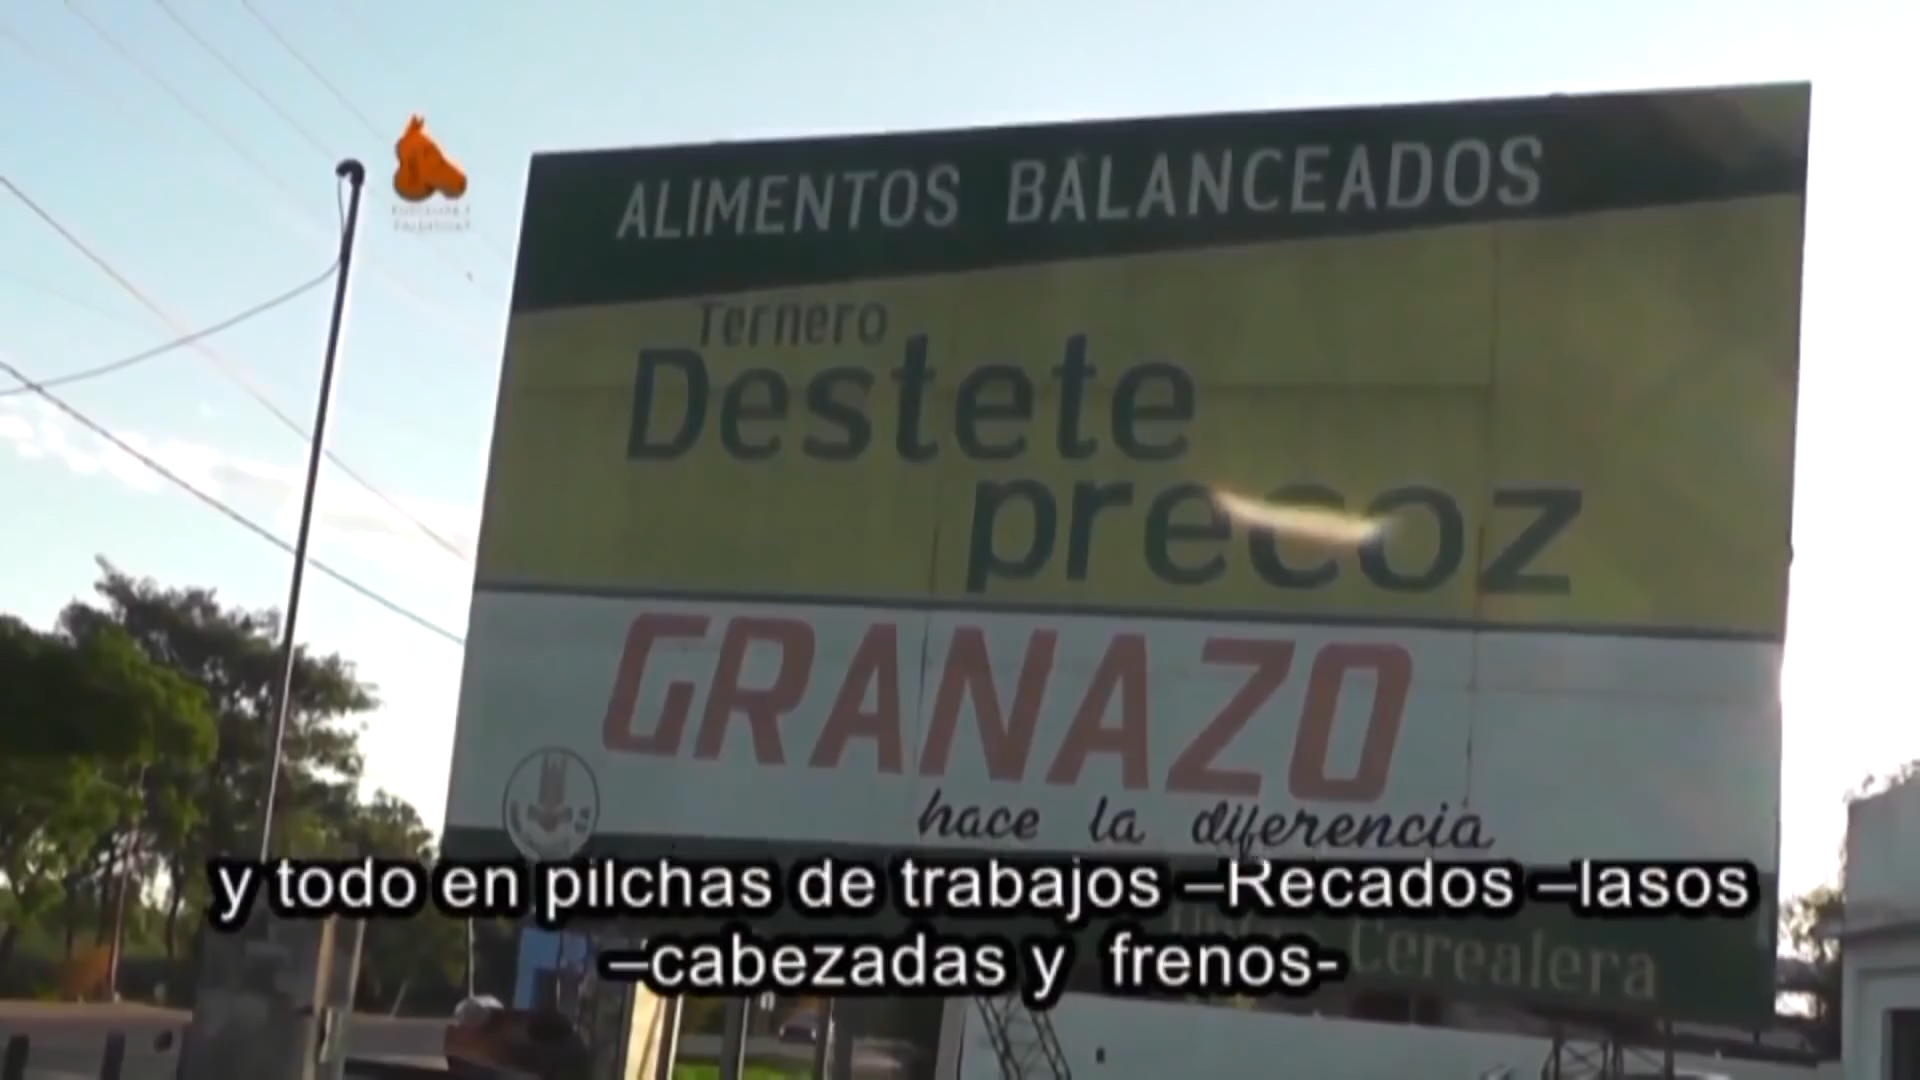 ALIMENTOS BALANCEADOS
Ternero
Destete
precoz
GRANAZO
hace la diferencia
y todo en pilchas de trabajos –Recados –lasos
–cabezadas y frenos-
Cerealera